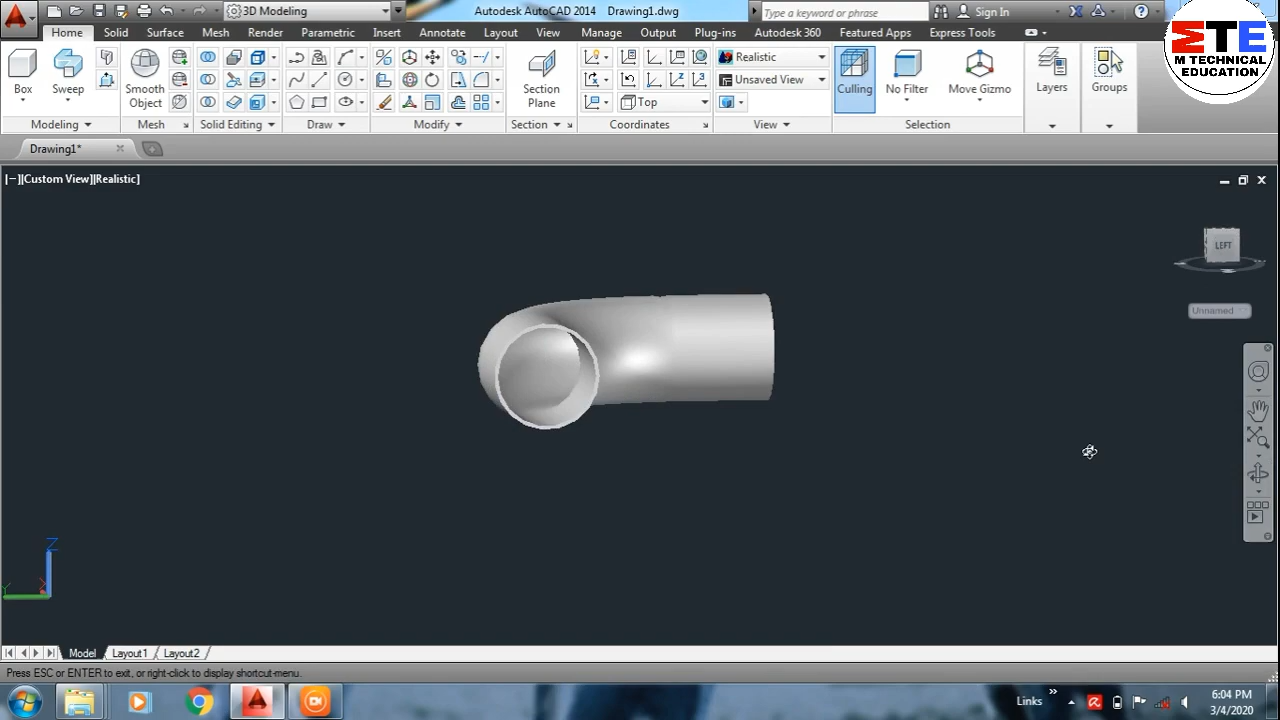 3D Modeling
Autodesk AutoCAD 2014 Drawing1.dwg
Type a keyword or phrase
Sign In
Home Solid Surface Mesh Render Parametric Insert Annotate Layout View Manage Output Plug-ins Autodesk 360 Featured Apps Express Tools
MTE
M TECHNICAL
EDUCATION
Box
Sweep
Smooth
Object
Section
Plane
Realistic
Unsaved View
Top
Culling
No Filter
Move Gizmo
Layers
Groups
Modeling Mesh Solid Editing Draw Modify Section Coordinates View Selection
Drawing1*
[−][Custom View][Realistic]
LEFT
Unnamed
Z
Y
X
Model Layout1 Layout2
Press ESC or ENTER to exit, or right-click to display shortcut-menu.
Links
6:04 PM
3/4/2020